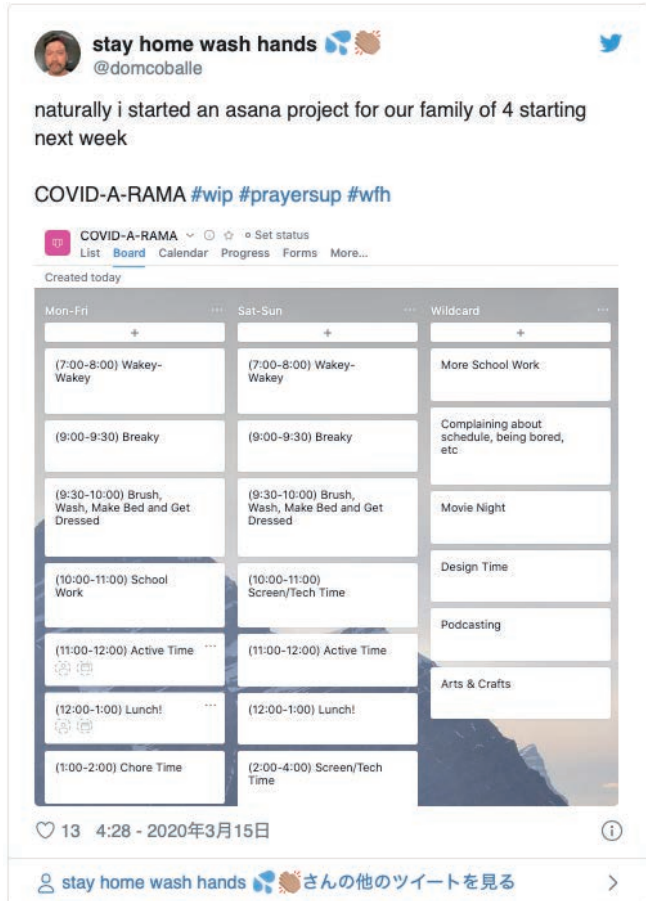 stay home wash hands 💦👏🏽
@domcoballe
naturally i started an asana project for our family of 4 starting
next week
COVID-A-RAMA #wip #prayersup #wfh
COVID-A-RAMA Set status
List Board Calendar Progress Forms More...
Created today
Mon-Fri
+
(7:00-8:00) Wakey-
Wakey
(9:00-9:30) Breaky
(9:30-10:00) Brush,
Wash, Make Bed and Get
Dressed
(10:00-11:00) School
Work
(11:00-12:00) Active Time
(12:00-1:00) Lunch!
(1:00-2:00) Chore Time
Sat-Sun
+
(7:00-8:00) Wakey-
Wakey
(9:00-9:30) Breaky
(9:30-10:00) Brush,
Wash, Make Bed and Get
Dressed
(10:00-11:00)
Screen/Tech Time
(11:00-12:00) Active Time
(12:00-1:00) Lunch!
(2:00-4:00) Screen/Tech
Time
Wildcard
+
More School Work
Complaining about
schedule, being bored,
etc
Movie Night
Design Time
Podcasting
Arts & Crafts
13 4:28 - 2020年3月15日
stay home wash hands 💦👏🏽さんの他のツイートを見る